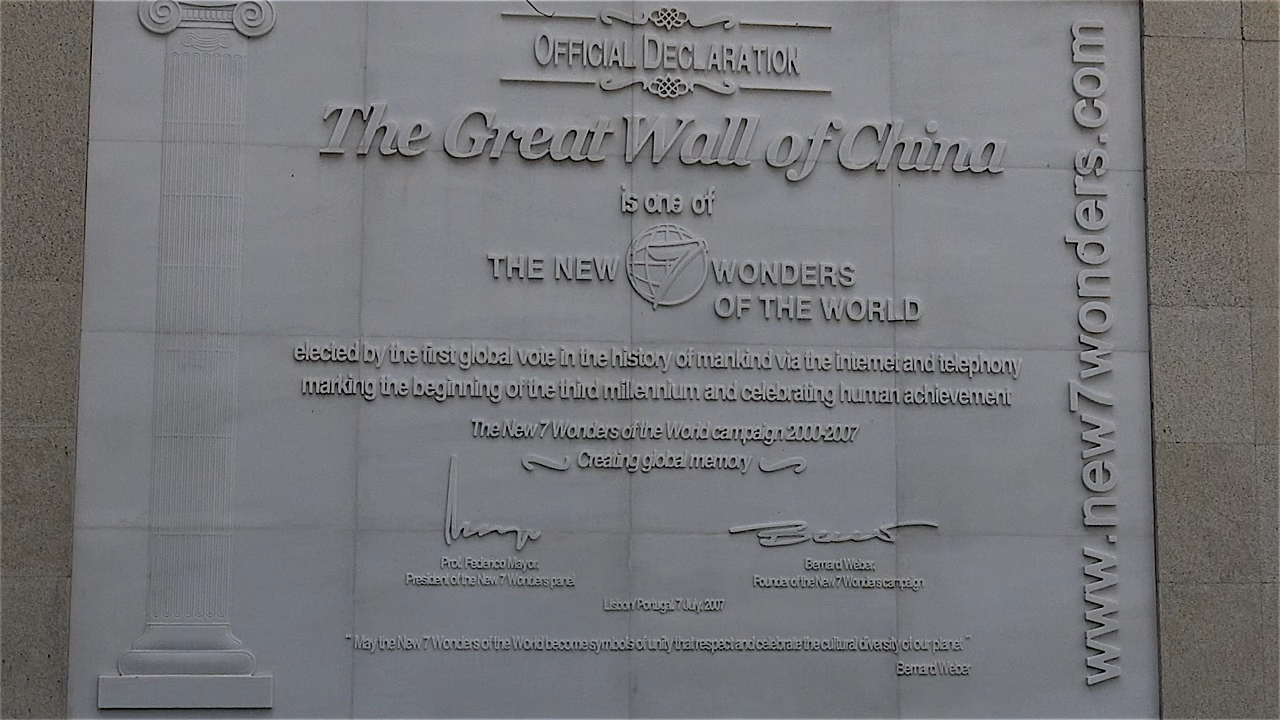 OFFICIAL DECLARATION
The Great Wall of China
is one of
THE NEW 7 WONDERS
OF THE WORLD
elected by the first global vote in the history of mankind via the internet and telephony
marking the beginning of the third millennium and celebrating human achievement
The New 7 Wonders of the World campaign 2000-2007
Creating global memory
Prof. Federico Mayor,
President of the New 7 Wonders panel
Bernard Weber,
Founder of the New 7 Wonders campaign
Lisbon/ Portugal, 7 July, 2007
" May the New 7 Wonders of the World become symbols of unity that respect and celebrate the cultural diversity of our planet "
Bernard Weber
www.new7wonders.com